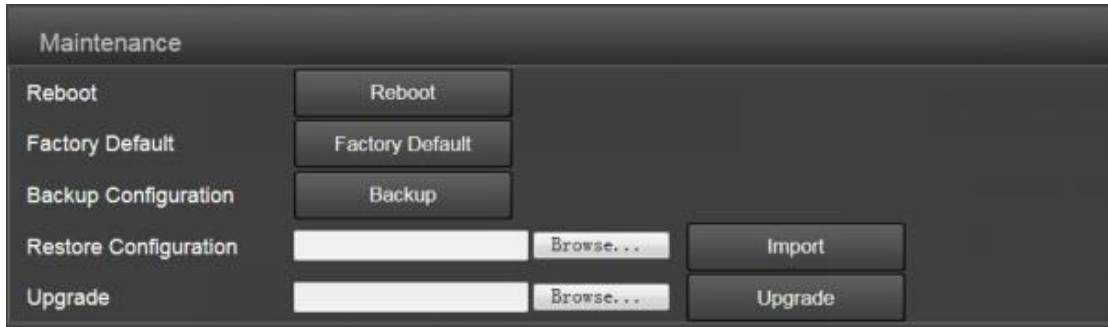 Maintenance
Reboot Reboot
Factory Default Factory Default
Backup Configuration Backup
Restore Configuration Browse... Import
Upgrade Browse... Upgrade